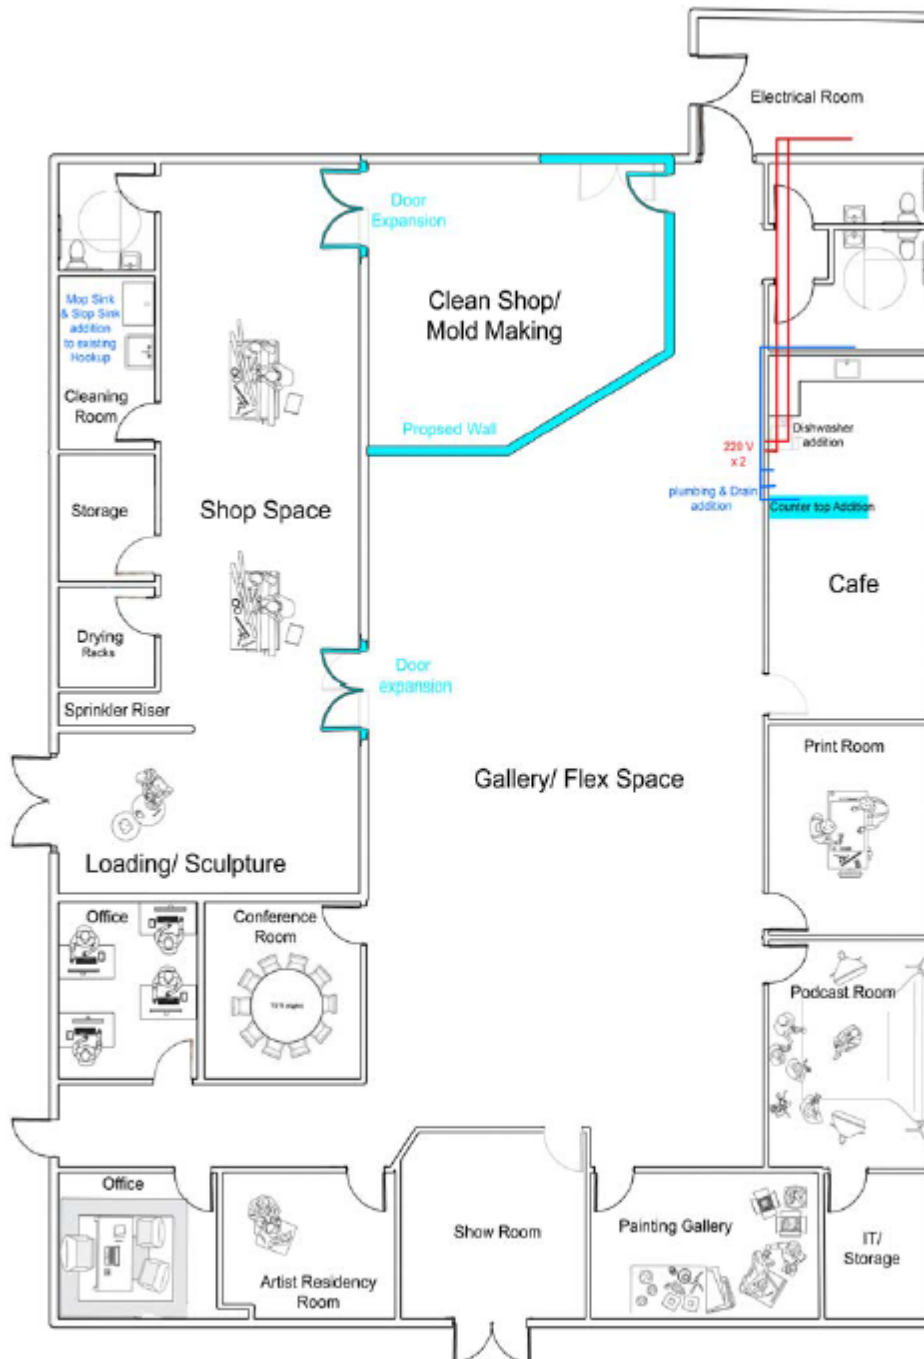 Electrical Room
Door
Expansion
Mop Sink
& Slop Sink
addition
to existing
Hookup
Clean Shop/
Mold Making
Cleaning
Room
Propsed Wall
Dishwasher
addition
220 V
x 2
plumbing & Drain
addition
Counter top Addition
Storage
Shop Space
Cafe
Drying
Racks
Door
expansion
Sprinkler Riser
Print Room
Gallery/ Flex Space
Loading/ Sculpture
Office
Conference
Room
Podcast Room
Office
Show Room
Painting Gallery
IT/
Storage
Artist Residency
Room